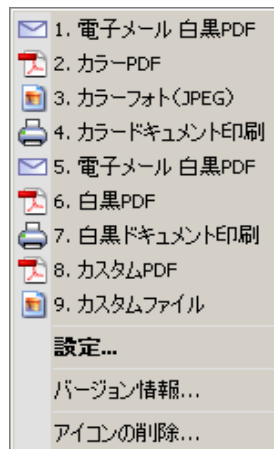 1. 電子メール 白黒PDF
2. カラーPDF
3. カラーフォト(JPEG)
4. カラードキュメント印刷
5. 電子メール 白黒PDF
6. 白黒PDF
7. 白黒ドキュメント印刷
8. カスタムPDF
9. カスタムファイル
設定...
バージョン情報...
アイコンの削除...